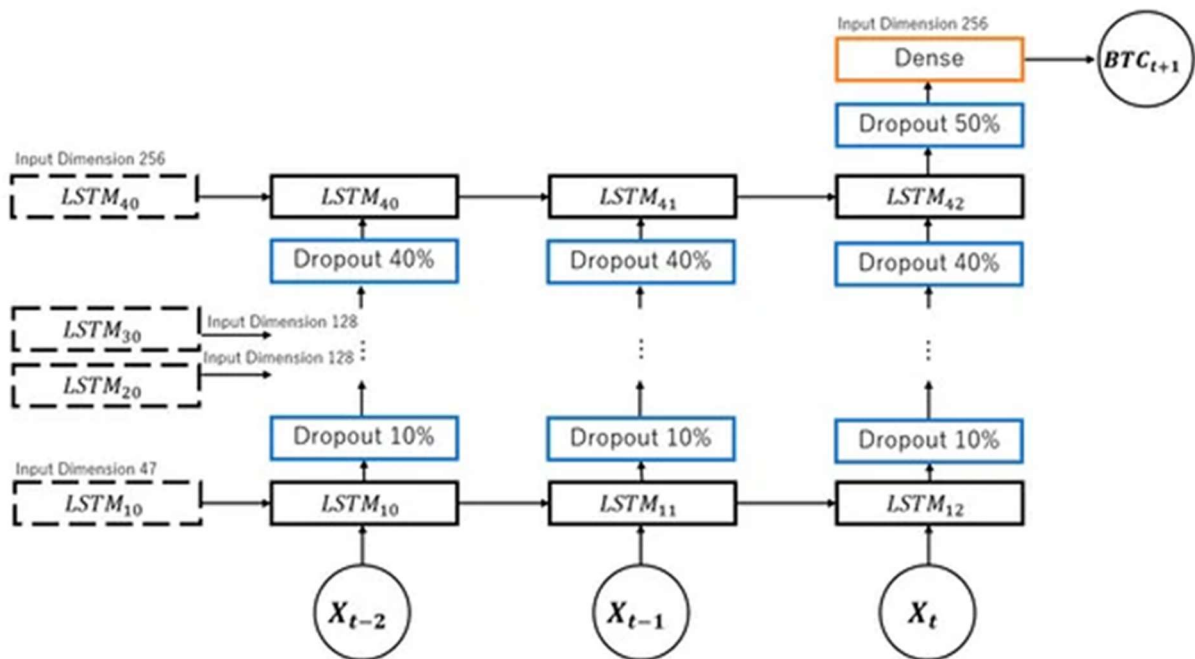 Input Dimension 256
Dense
BTCₜ₊₁
Dropout 50%
Input Dimension 256
LSTM₄₀
LSTM₄₀
LSTM₄₁
LSTM₄₂
Dropout 40%
Dropout 40%
Dropout 40%
LSTM₃₀
Input Dimension 128
⋮
⋮
⋮
LSTM₂₀
Input Dimension 128
Dropout 10%
Dropout 10%
Dropout 10%
Input Dimension 47
LSTM₁₀
LSTM₁₀
LSTM₁₁
LSTM₁₂
Xₜ₋₂
Xₜ₋₁
Xₜ